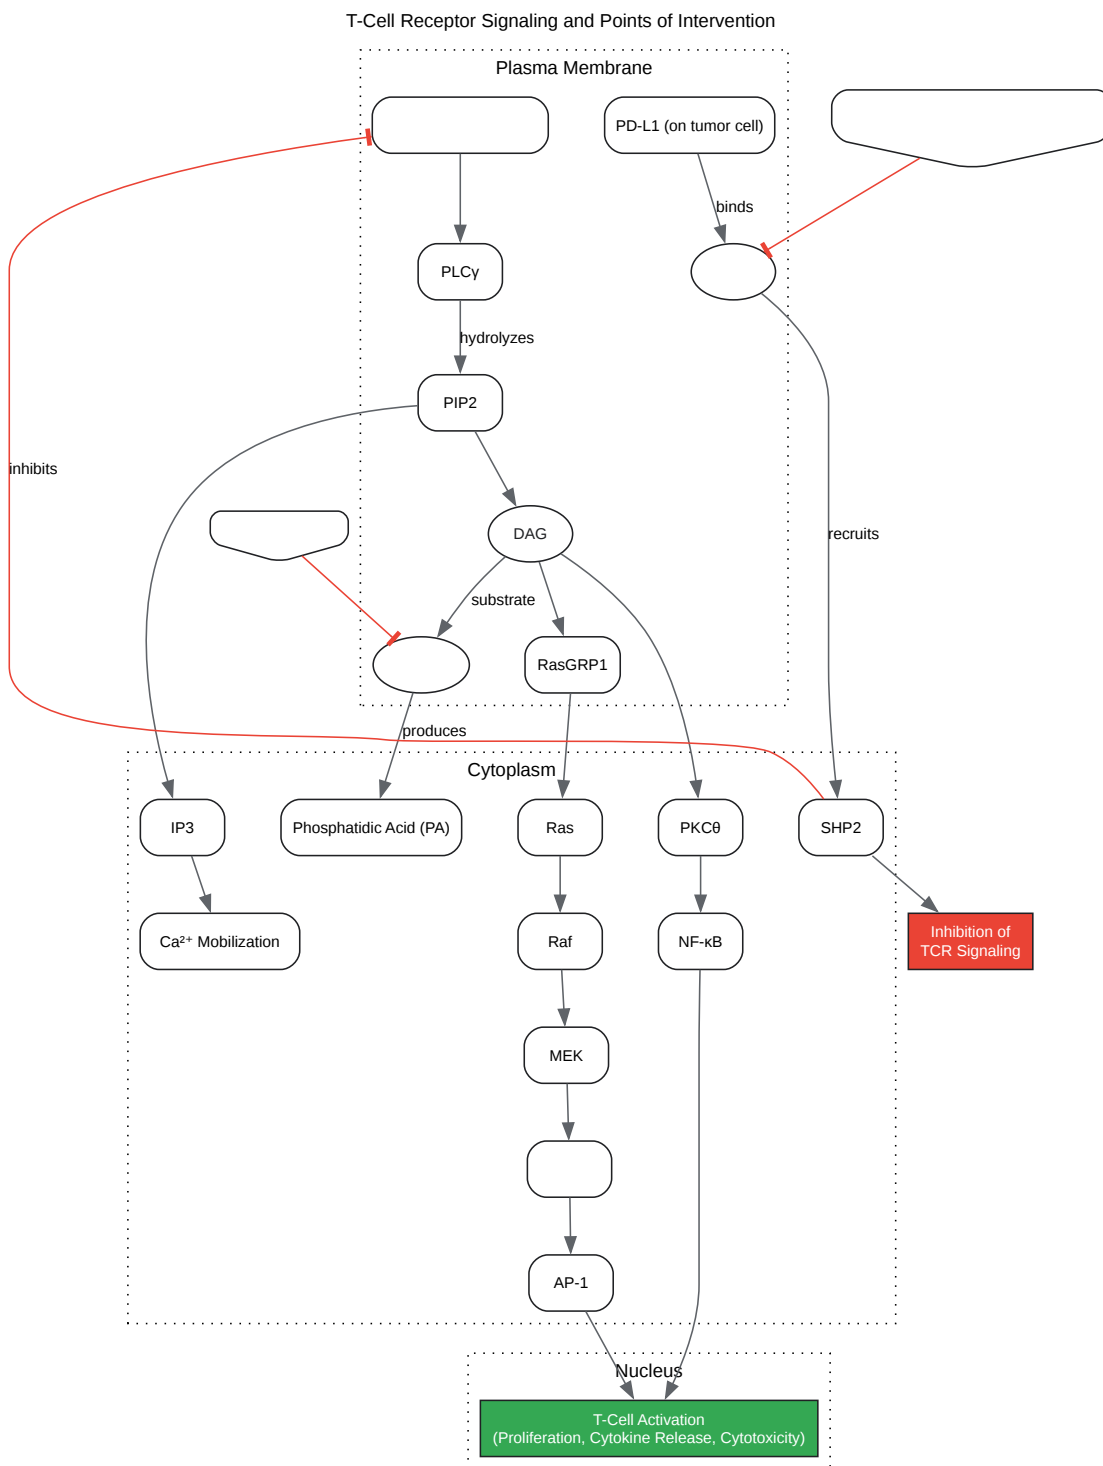 T-Cell Receptor Signaling and Points of Intervention
Plasma Membrane
PD-L1 (on tumor cell)
binds
PLCγ
hydrolyzes
PIP2
inhibits
DAG
recruits
substrate
RasGRP1
produces
Cytoplasm
IP3
Phosphatidic Acid (PA)
Ras
PKCθ
SHP2
Ca²⁺ Mobilization
Raf
NF-κB
Inhibition of
TCR Signaling
MEK
AP-1
Nucleus
T-Cell Activation
(Proliferation, Cytokine Release, Cytotoxicity)